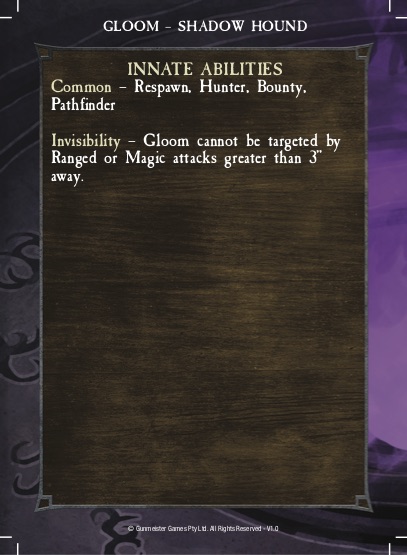 GLOOM – SHADOW HOUND
INNATE ABILITIES
Common – Respawn, Hunter, Bounty,
Pathfinder
Invisibility – Gloom cannot be targeted by
Ranged or Magic attacks greater than 3”
away.
© Gunmeister Games Pty Ltd. All Rights Reserved - V1.0